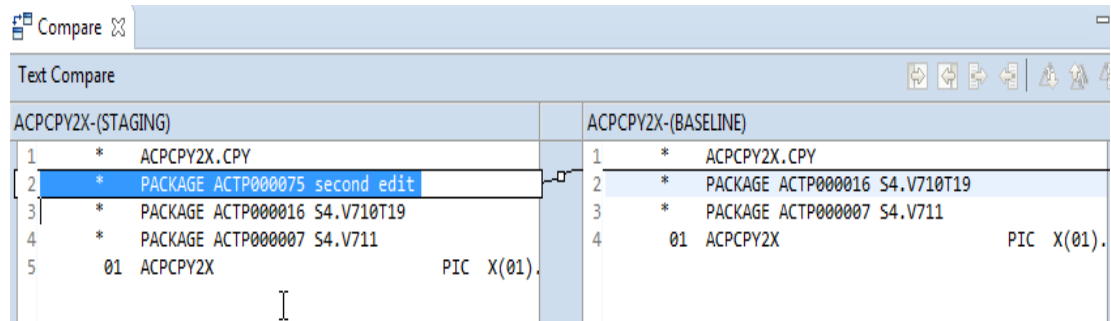 Compare
Text Compare
ACPCPY2X-(STAGING)
1 * ACPCPY2X.CPY
2 * PACKAGE ACTP000075 second edit
3 * PACKAGE ACTP000016 S4.V710T19
4 * PACKAGE ACTP000007 S4.V711
5 01 ACPCPY2X PIC X(01).
ACPCPY2X-(BASELINE)
1 * ACPCPY2X.CPY
2 * PACKAGE ACTP000016 S4.V710T19
3 * PACKAGE ACTP000007 S4.V711
4 01 ACPCPY2X PIC X(01).